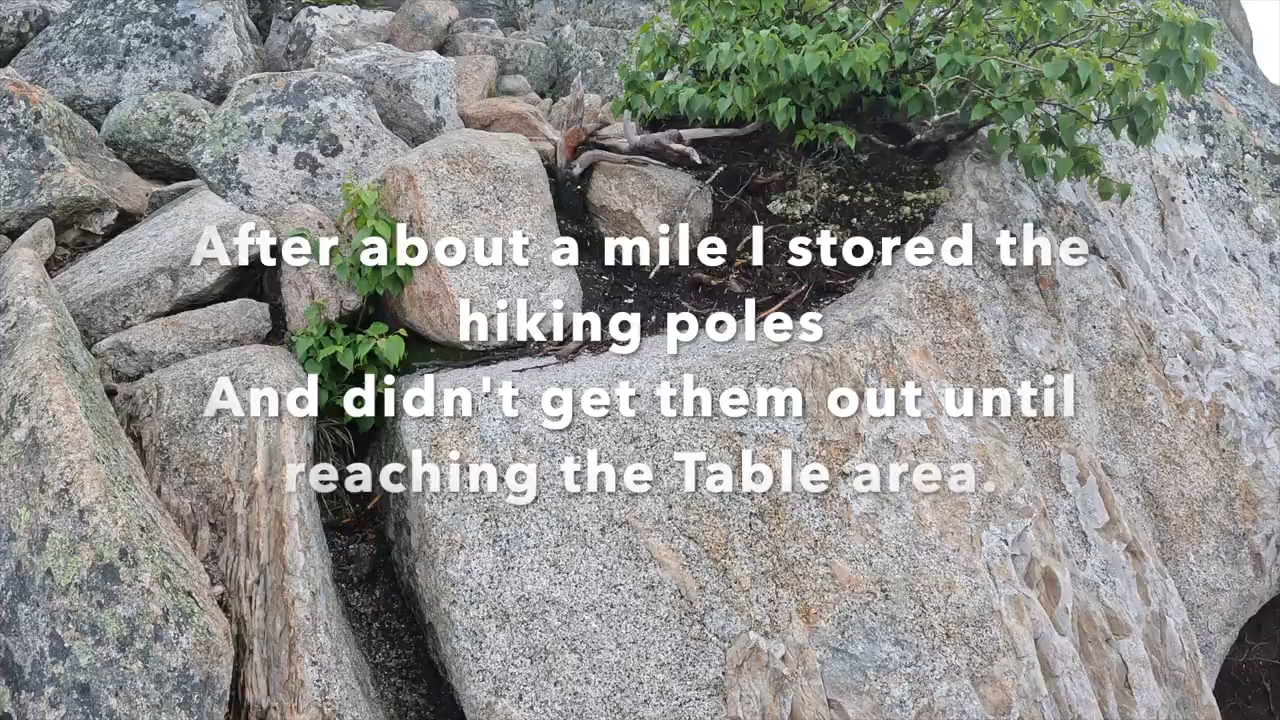 After about a mile I stored the
hiking poles
And didn't get them out until
reaching the Table area.